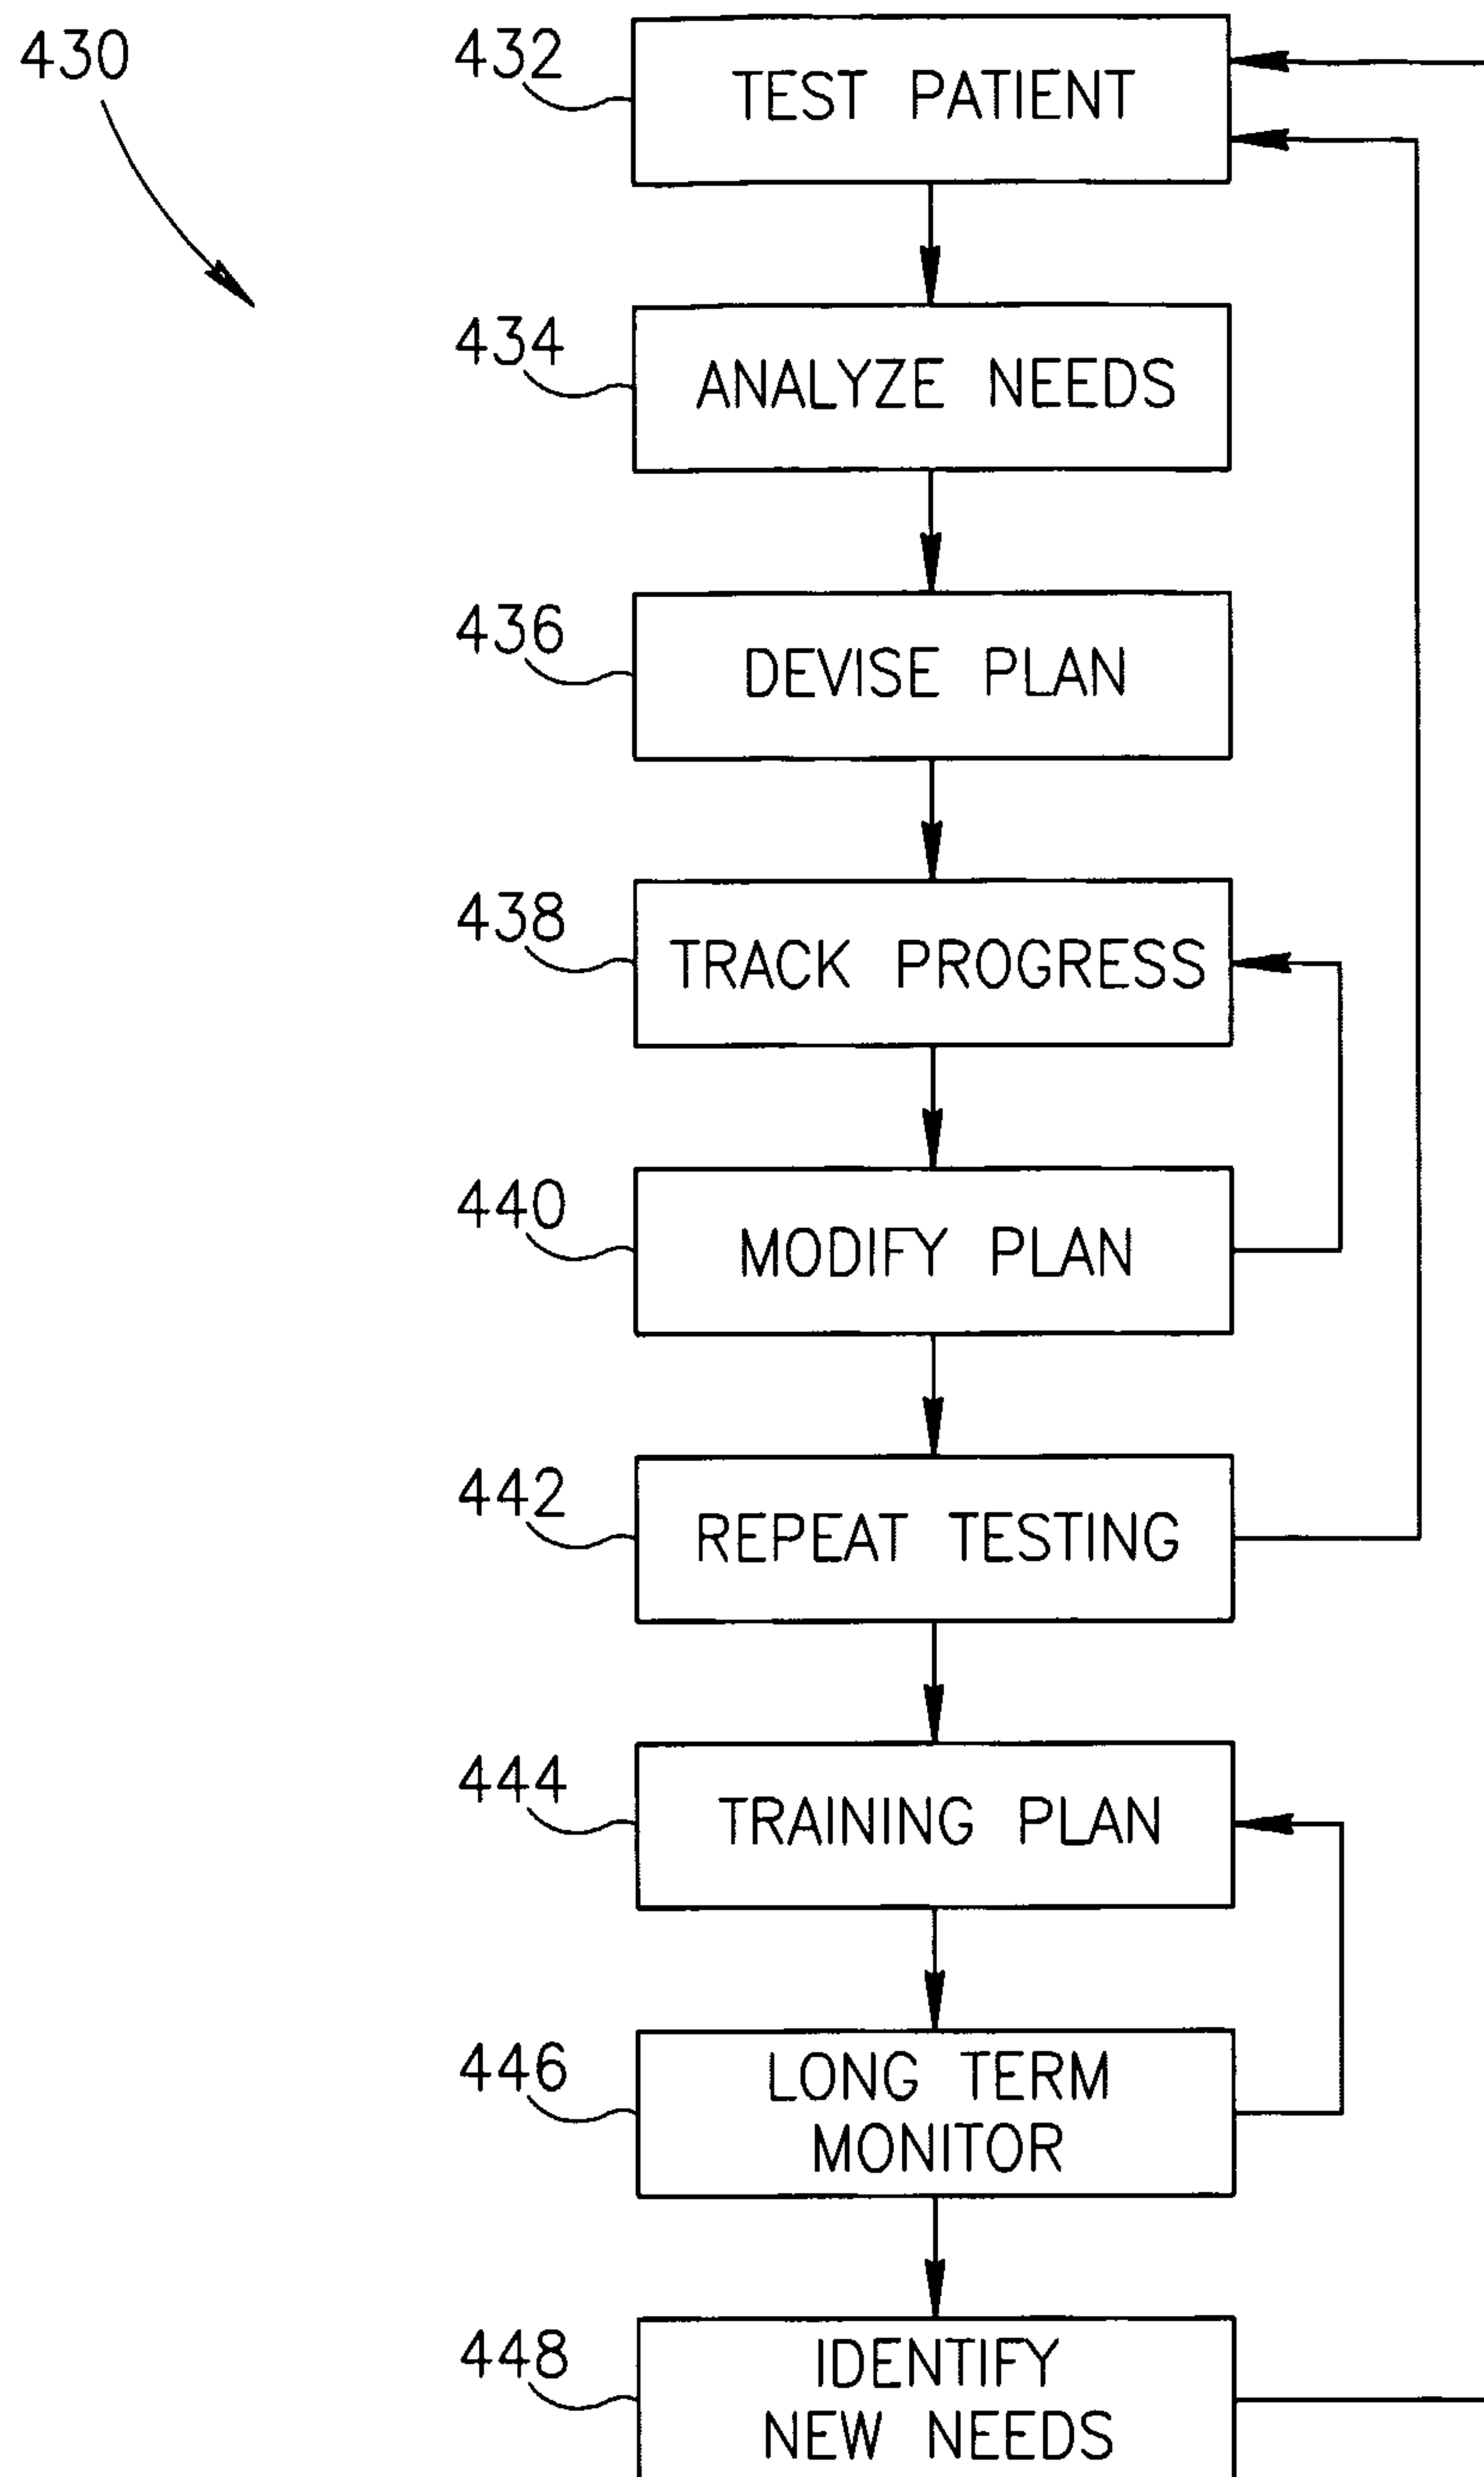 430
432
TEST PATIENT
434
ANALYZE NEEDS
436
DEVISE PLAN
438
TRACK PROGRESS
440
MODIFY PLAN
442
REPEAT TESTING
444
TRAINING PLAN
446
LONG TERM
MONITOR
448
IDENTIFY
NEW NEEDS